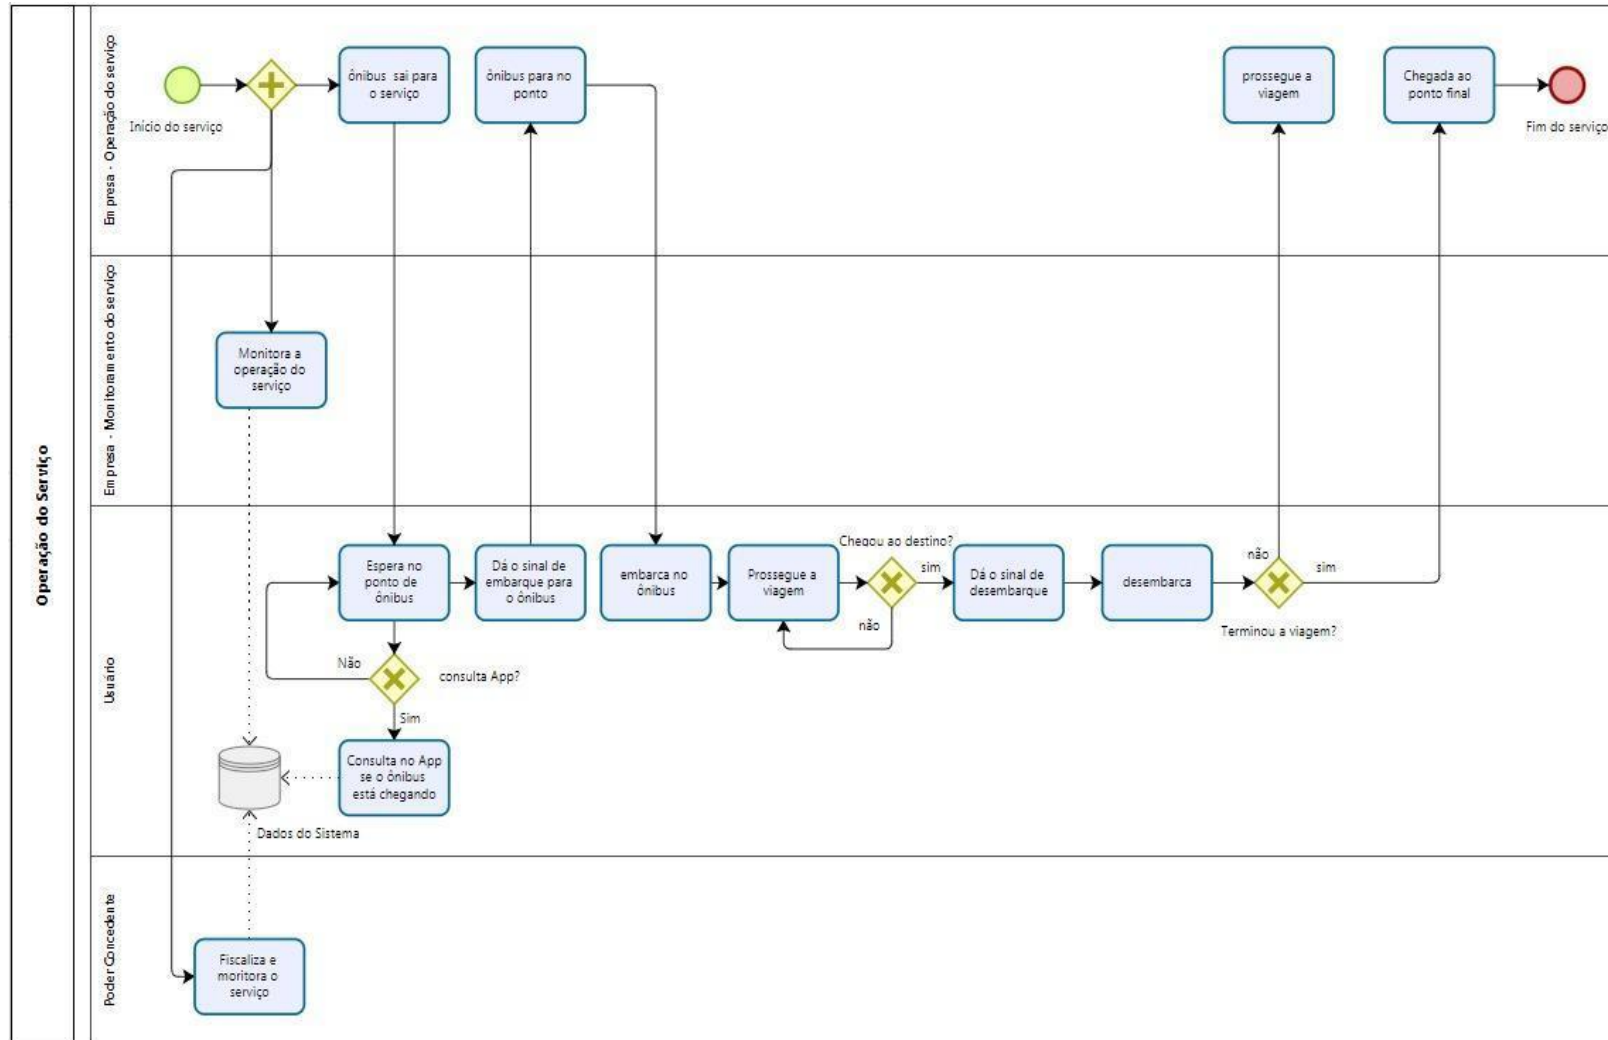 Operação do Serviço
Empresa - Operação do serviço
Início do serviço
ônibus sai para
o serviço
ônibus para no
ponto
prossegue a
viagem
Chegada ao
ponto final
Fim do serviço
Empresa - Monitoramento do serviço
Monitora a
operação do
serviço
Usuário
Espera no
ponto de
ônibus
Dá o sinal de
embarque para
o ônibus
embarca no
ônibus
Prossegue a
viagem
Chegou ao destino?
sim
não
Dá o sinal de
desembarque
desembarca
não
sim
Terminou a viagem?
Não
consulta App?
Sim
Consulta no App
se o ônibus
está chegando
Dados do Sistema
Poder Concedente
Fiscaliza e
moritora o
serviço